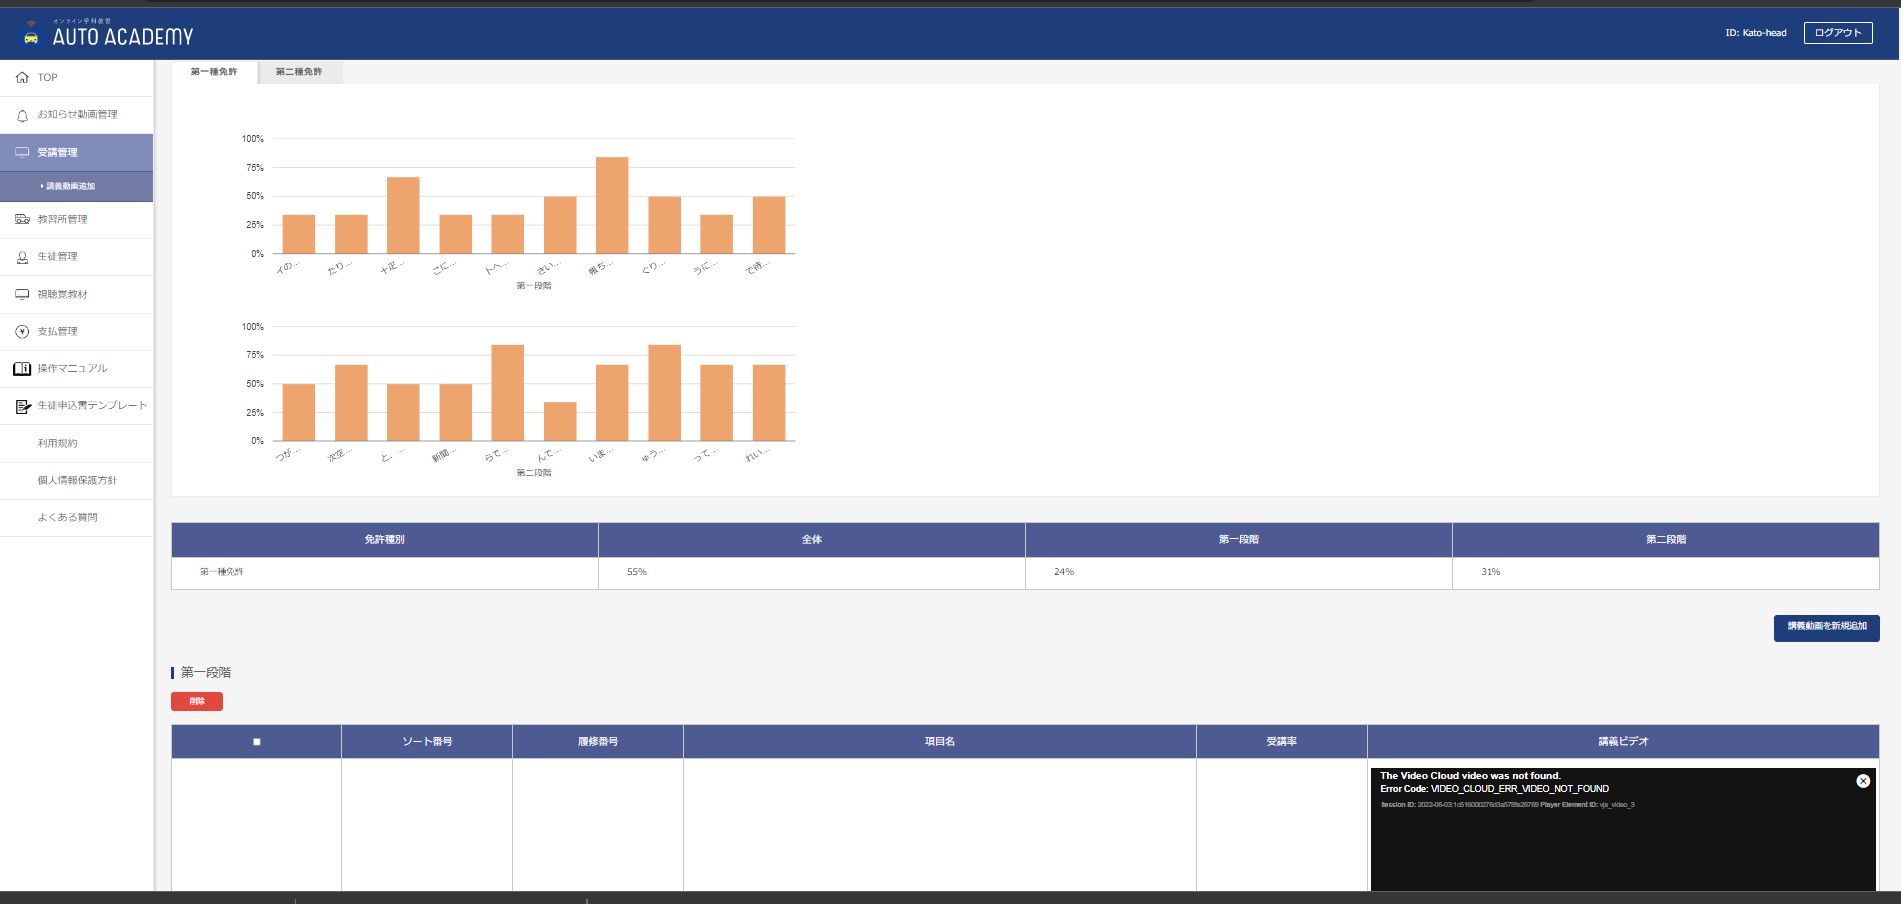 オンライン学科教習
AUTO ACADEMY
ID: Kato-head
ログアウト
TOP
お知らせ動画管理
受講管理
講義動画追加
教習所管理
生徒管理
視聴覚教材
支払管理
操作マニュアル
生徒申込書テンプレート
利用規約
個人情報保護方針
よくある質問
第一種免許
第二種免許
100%
75%
50%
25%
0%
イの...
たり...
十疋...
こに...
トへ...
さい...
帳ち...
ぐり...
うに...
で待...
第一段階
100%
75%
50%
25%
0%
つが...
次空...
と、...
新聞...
らで...
んで...
いま...
ゅう...
って...
れい...
第二段階
免許種別 全体 第一段階 第二段階
第一種免許 55% 24% 31%
講義動画を新規追加
第一段階
削除
ソート番号 履修番号 項目名 受講率 講義ビデオ
The Video Cloud video was not found.
Error Code: VIDEO_CLOUD_ERR_VIDEO_NOT_FOUND
Session ID: 2022-06-03:1c516000276d3a578fe26769 Player Element ID: vjs_video_3